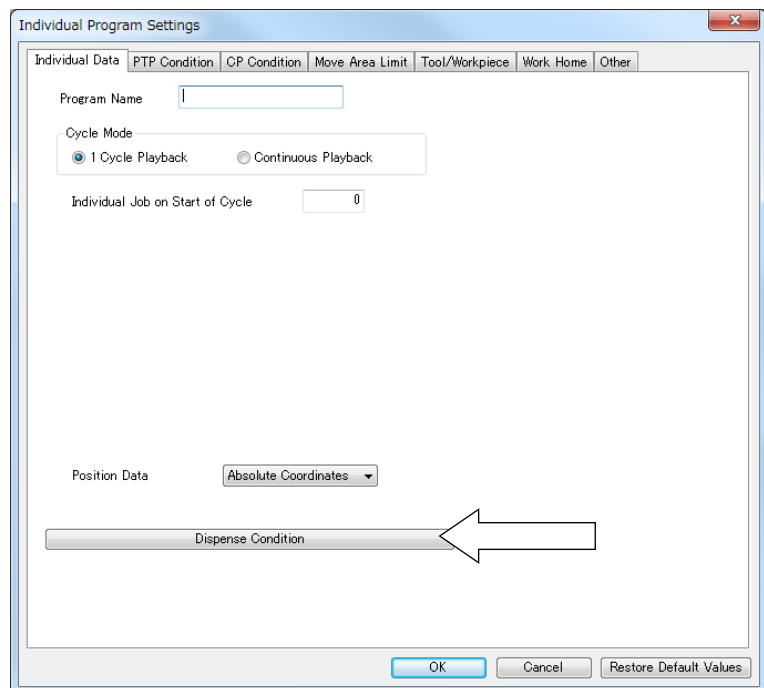 Individual Program Settings
Individual Data PTP Condition CP Condition Move Area Limit Tool/Workpiece Work Home Other
Program Name
Cycle Mode
1 Cycle Playback Continuous Playback
Individual Job on Start of Cycle 0
Position Data Absolute Coordinates
Dispense Condition
OK Cancel Restore Default Values